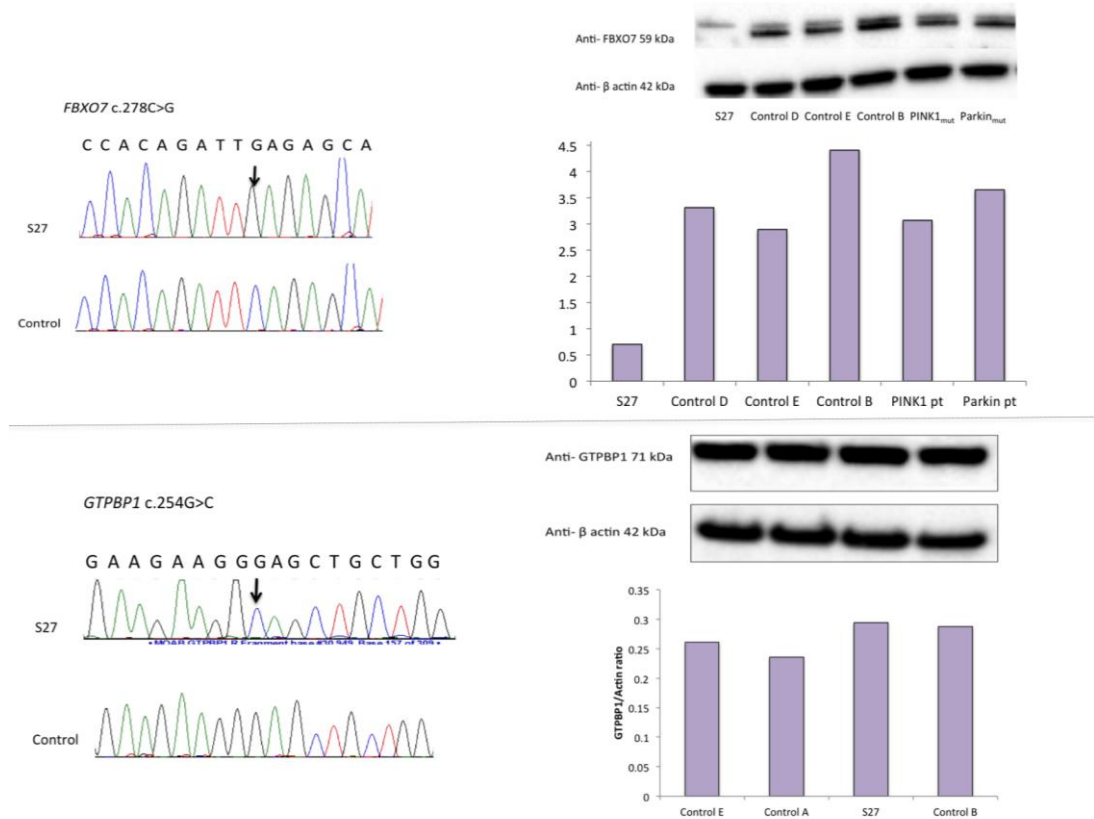 Anti- FBXO7 59 kDa
Anti- β actin 42 kDa
S27 Control D Control E Control B PINK1mut Parkinmut
FBXO7 c.278C>G
C C A C A G A T T G A G A G C A
S27
Control
4.5
4
3.5
3
2.5
2
1.5
1
0.5
0
S27 Control D Control E Control B PINK1 pt Parkin pt
Anti- GTPBP1 71 kDa
Anti- β actin 42 kDa
GTPBP1 c.254G>C
G A A G A A G G G A G C T G C T G G
S27
Control
0.35
0.3
0.25
0.2
0.15
0.1
0.05
0
GTPBP1/Actin ratio
Control E Control A S27 Control B